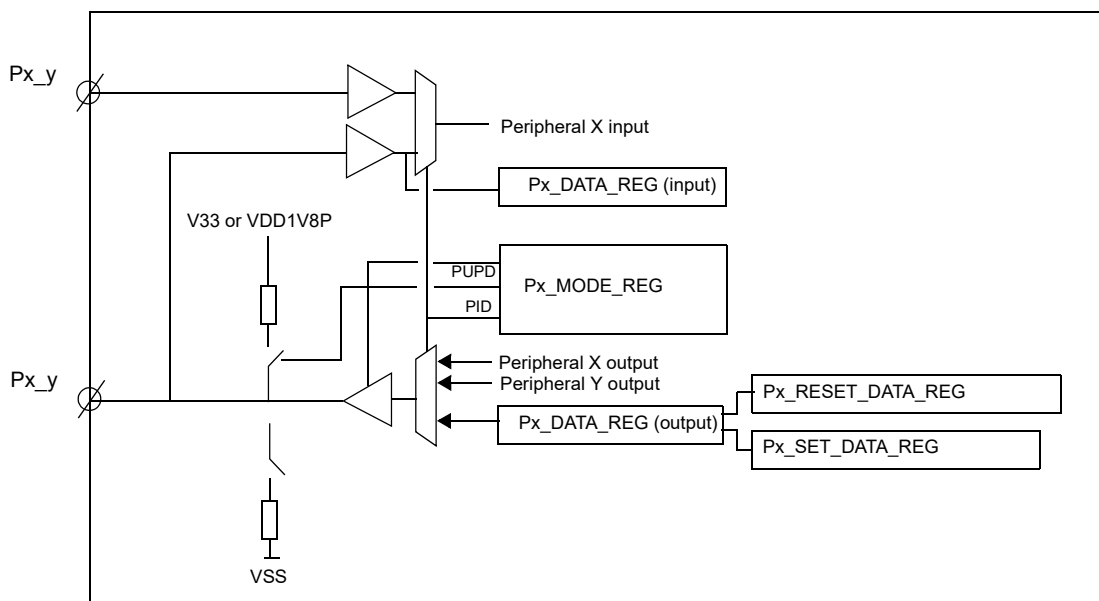 Px_y
Peripheral X input
Px_DATA_REG (input)
V33 or VDD1V8P
PUPD
Px_MODE_REG
PID
Px_y
Peripheral X output
Peripheral Y output
Px_RESET_DATA_REG
Px_DATA_REG (output)
Px_SET_DATA_REG
VSS